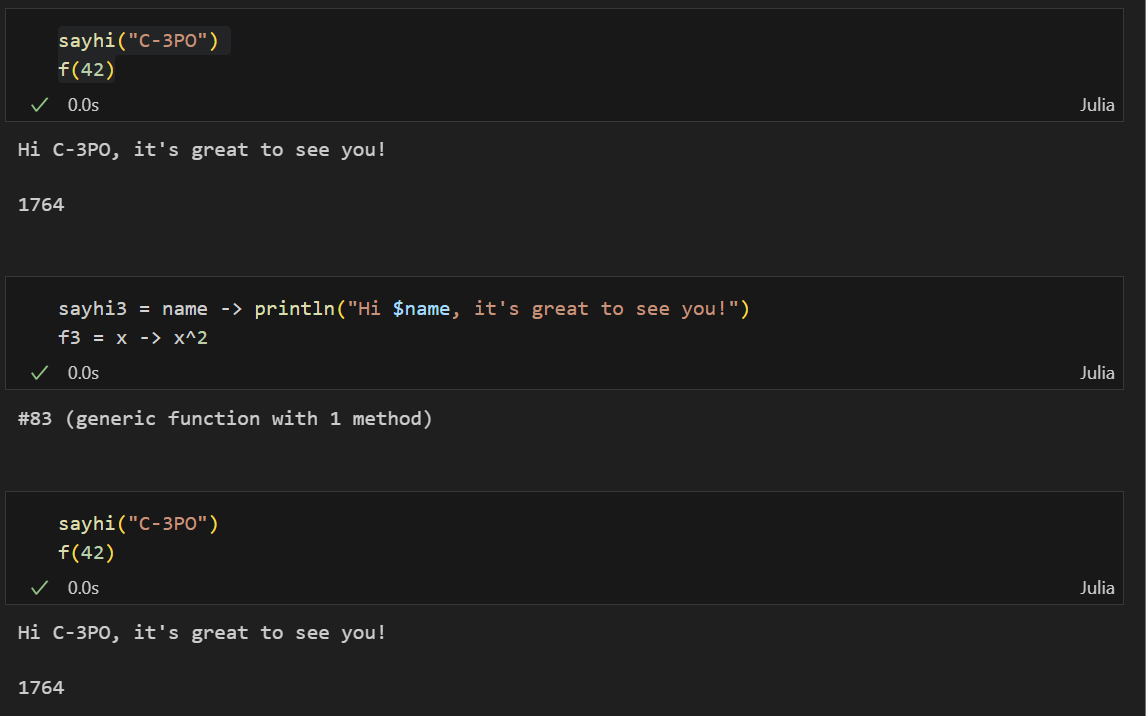 sayhi("C-3PO")
f(42)
0.0s
Julia
Hi C-3PO, it's great to see you!
1764
sayhi3 = name -> println("Hi $name, it's great to see you!")
f3 = x -> x^2
0.0s
Julia
#83 (generic function with 1 method)
sayhi("C-3PO")
f(42)
0.0s
Julia
Hi C-3PO, it's great to see you!
1764